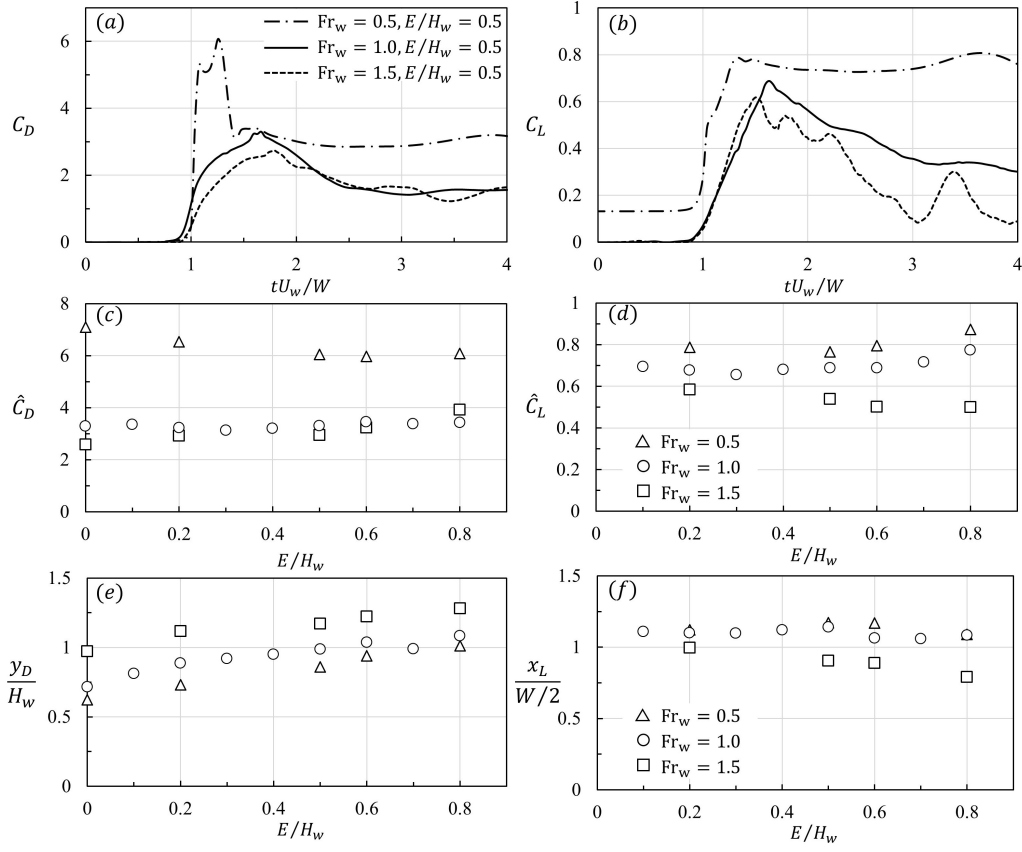 (a)
Fr_w = 0.5, E/H_w = 0.5
Fr_w = 1.0, E/H_w = 0.5
Fr_w = 1.5, E/H_w = 0.5
C_D
6
4
2
0
0 1 2 3 4
tU_w/W
(b)
C_L
1
0.8
0.6
0.4
0.2
0
0 1 2 3 4
tU_w/W
(c)
Ĉ_D
8
6
4
2
0
0 0.2 0.4 0.6 0.8
E/H_w
(d)
Ĉ_L
1
0.8
0.6
0.4
0.2
0
Fr_w = 0.5
Fr_w = 1.0
Fr_w = 1.5
0 0.2 0.4 0.6 0.8
E/H_w
(e)
y_D
H_w
1.5
1
0.5
0
0 0.2 0.4 0.6 0.8
E/H_w
(f)
x_L
W/2
1.5
1
0.5
0
Fr_w = 0.5
Fr_w = 1.0
Fr_w = 1.5
0 0.2 0.4 0.6 0.8
E/H_w